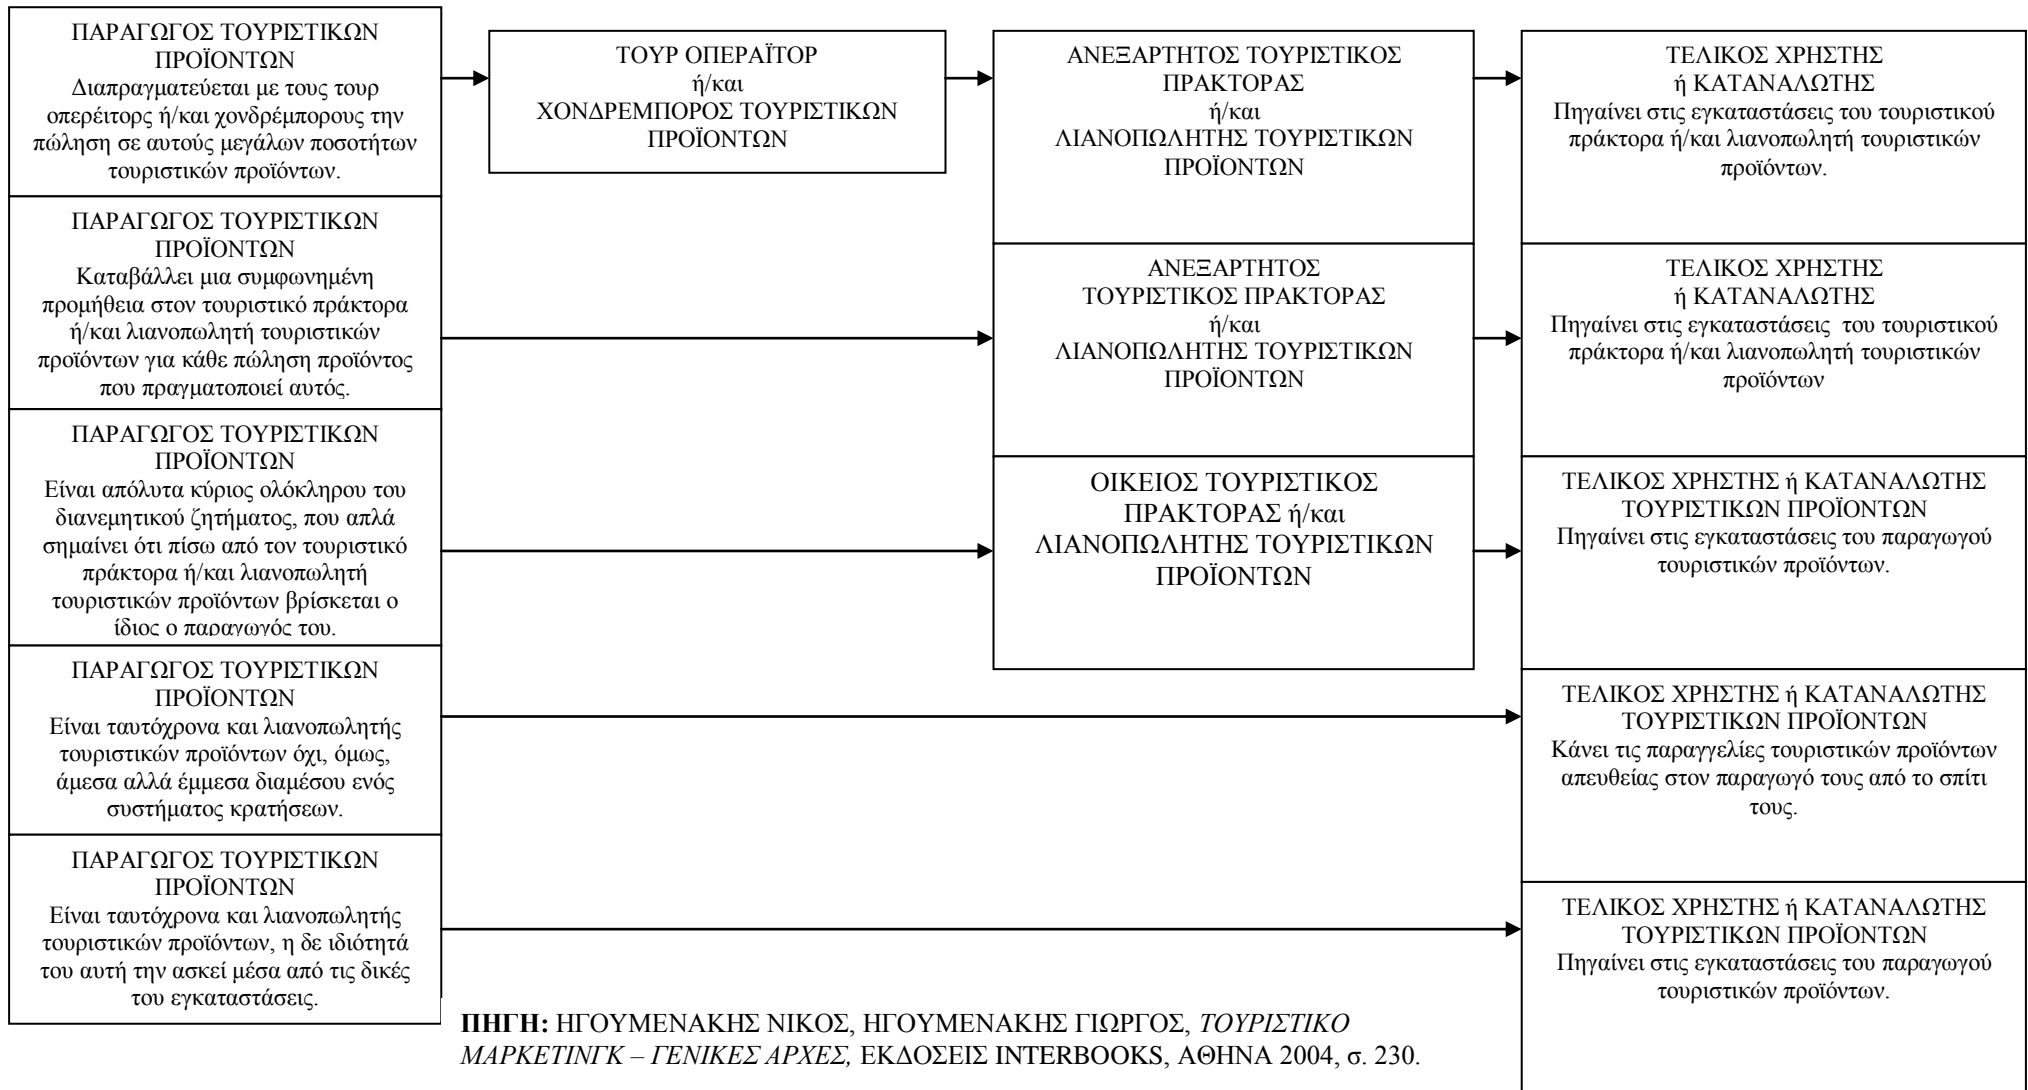 ΠΑΡΑΓΩΓΟΣ ΤΟΥΡΙΣΤΙΚΩΝ
ΠΡΟΪΟΝΤΩΝ
Διαπραγματεύεται με τους τουρ
οπερέιτορς ή/και χονδρέμπορους την
πώληση σε αυτούς μεγάλων ποσοτήτων
τουριστικών προϊόντων.
ΤΟΥΡ ΟΠΕΡΑΪΤΟΡ
ή/και
ΧΟΝΔΡΕΜΠΟΡΟΣ ΤΟΥΡΙΣΤΙΚΩΝ
ΠΡΟΪΟΝΤΩΝ
ΑΝΕΞΑΡΤΗΤΟΣ ΤΟΥΡΙΣΤΙΚΟΣ
ΠΡΑΚΤΟΡΑΣ
ή/και
ΛΙΑΝΟΠΩΛΗΤΗΣ ΤΟΥΡΙΣΤΙΚΩΝ
ΠΡΟΪΟΝΤΩΝ
ΤΕΛΙΚΟΣ ΧΡΗΣΤΗΣ
ή ΚΑΤΑΝΑΛΩΤΗΣ
Πηγαίνει στις εγκαταστάσεις του τουριστικού
πράκτορα ή/και λιανοπωλητή τουριστικών
προϊόντων.
ΠΑΡΑΓΩΓΟΣ ΤΟΥΡΙΣΤΙΚΩΝ
ΠΡΟΪΟΝΤΩΝ
Καταβάλλει μια συμφωνημένη
προμήθεια στον τουριστικό πράκτορα
ή/και λιανοπωλητή τουριστικών
προϊόντων για κάθε πώληση προϊόντος
που πραγματοποιεί αυτός.
ΑΝΕΞΑΡΤΗΤΟΣ
ΤΟΥΡΙΣΤΙΚΟΣ ΠΡΑΚΤΟΡΑΣ
ή/και
ΛΙΑΝΟΠΩΛΗΤΗΣ ΤΟΥΡΙΣΤΙΚΩΝ
ΠΡΟΪΟΝΤΩΝ
ΤΕΛΙΚΟΣ ΧΡΗΣΤΗΣ
ή ΚΑΤΑΝΑΛΩΤΗΣ
Πηγαίνει στις εγκαταστάσεις του τουριστικού
πράκτορα ή/και λιανοπωλητή τουριστικών
προϊόντων
ΠΑΡΑΓΩΓΟΣ ΤΟΥΡΙΣΤΙΚΩΝ
ΠΡΟΪΟΝΤΩΝ
Είναι απόλυτα κύριος ολόκληρου του
διανεμητικού ζητήματος, που απλά
σημαίνει ότι πίσω από τον τουριστικό
πράκτορα ή/και λιανοπωλητή
τουριστικών προϊόντων βρίσκεται ο
ίδιος ο παραγωγός του.
ΟΙΚΕΙΟΣ ΤΟΥΡΙΣΤΙΚΟΣ
ΠΡΑΚΤΟΡΑΣ ή/και
ΛΙΑΝΟΠΩΛΗΤΗΣ ΤΟΥΡΙΣΤΙΚΩΝ
ΠΡΟΪΟΝΤΩΝ
ΤΕΛΙΚΟΣ ΧΡΗΣΤΗΣ ή ΚΑΤΑΝΑΛΩΤΗΣ
ΤΟΥΡΙΣΤΙΚΩΝ ΠΡΟΪΟΝΤΩΝ
Πηγαίνει στις εγκαταστάσεις του παραγωγού
τουριστικών προϊόντων.
ΠΑΡΑΓΩΓΟΣ ΤΟΥΡΙΣΤΙΚΩΝ
ΠΡΟΪΟΝΤΩΝ
Είναι ταυτόχρονα και λιανοπωλητής
τουριστικών προϊόντων όχι, όμως,
άμεσα αλλά έμμεσα διαμέσου ενός
συστήματος κρατήσεων.
ΤΕΛΙΚΟΣ ΧΡΗΣΤΗΣ ή ΚΑΤΑΝΑΛΩΤΗΣ
ΤΟΥΡΙΣΤΙΚΩΝ ΠΡΟΪΟΝΤΩΝ
Κάνει τις παραγγελίες τουριστικών προϊόντων
απευθείας στον παραγωγό τους από το σπίτι
τους.
ΠΑΡΑΓΩΓΟΣ ΤΟΥΡΙΣΤΙΚΩΝ
ΠΡΟΪΟΝΤΩΝ
Είναι ταυτόχρονα και λιανοπωλητής
τουριστικών προϊόντων, η δε ιδιότητά
του αυτή την ασκεί μέσα από τις δικές
του εγκαταστάσεις.
ΤΕΛΙΚΟΣ ΧΡΗΣΤΗΣ ή ΚΑΤΑΝΑΛΩΤΗΣ
ΤΟΥΡΙΣΤΙΚΩΝ ΠΡΟΪΟΝΤΩΝ
Πηγαίνει στις εγκαταστάσεις του παραγωγού
τουριστικών προϊόντων.
ΠΗΓΗ: ΗΓΟΥΜΕΝΑΚΗΣ ΝΙΚΟΣ, ΗΓΟΥΜΕΝΑΚΗΣ ΓΙΩΡΓΟΣ, ΤΟΥΡΙΣΤΙΚΟ
ΜΑΡΚΕΤΙΝΓΚ – ΓΕΝΙΚΕΣ ΑΡΧΕΣ, ΕΚΔΟΣΕΙΣ INTERBOOKS, ΑΘΗΝΑ 2004, σ. 230.